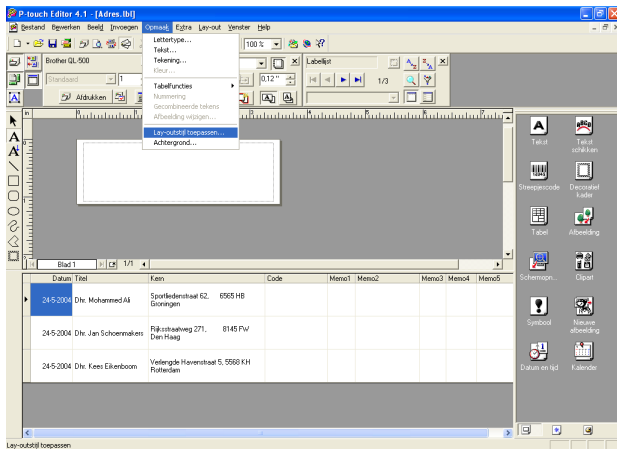 P-touch Editor 4.1 - [Adres.lbl]
Bestand Bewerken Beeld Invoegen Opmaak Extra Lay-out Venster Help
Lettertype...
Tekst...
Tekening...
Kleur...
Tabelfuncties
Nummering
Gecombineerde tekens
Afbeelding wijzigen...
Lay-outstijl toepassen...
Achtergrond...
100 %
Brother QL-500
Labellijst
Standaard
1
0,12 "
1/3
Afdrukken
in
Tekst
Tekst schikken
Streepjescode
Decoratief kader
Tabel
Afbeelding
Schermopn...
Clipart
Symbool
Nieuwe afbeelding
Datum en tijd
Kalender
Blad 1
1/1
Datum Titel Kern Code Memo1 Memo2 Memo3 Memo4 Memo5
24-5-2004 Dhr. Mohammed Ali Sportliedenstraat 62, 6565 HB
Groningen
24-5-2004 Dhr. Jan Schoenmakers Rijksstraatweg 271, 8145 FW
Den Haag
24-5-2004 Dhr. Kees Eikenboom Verlengde Havenstraat 5, 5568 KH
Rotterdam
Lay-outstijl toepassen